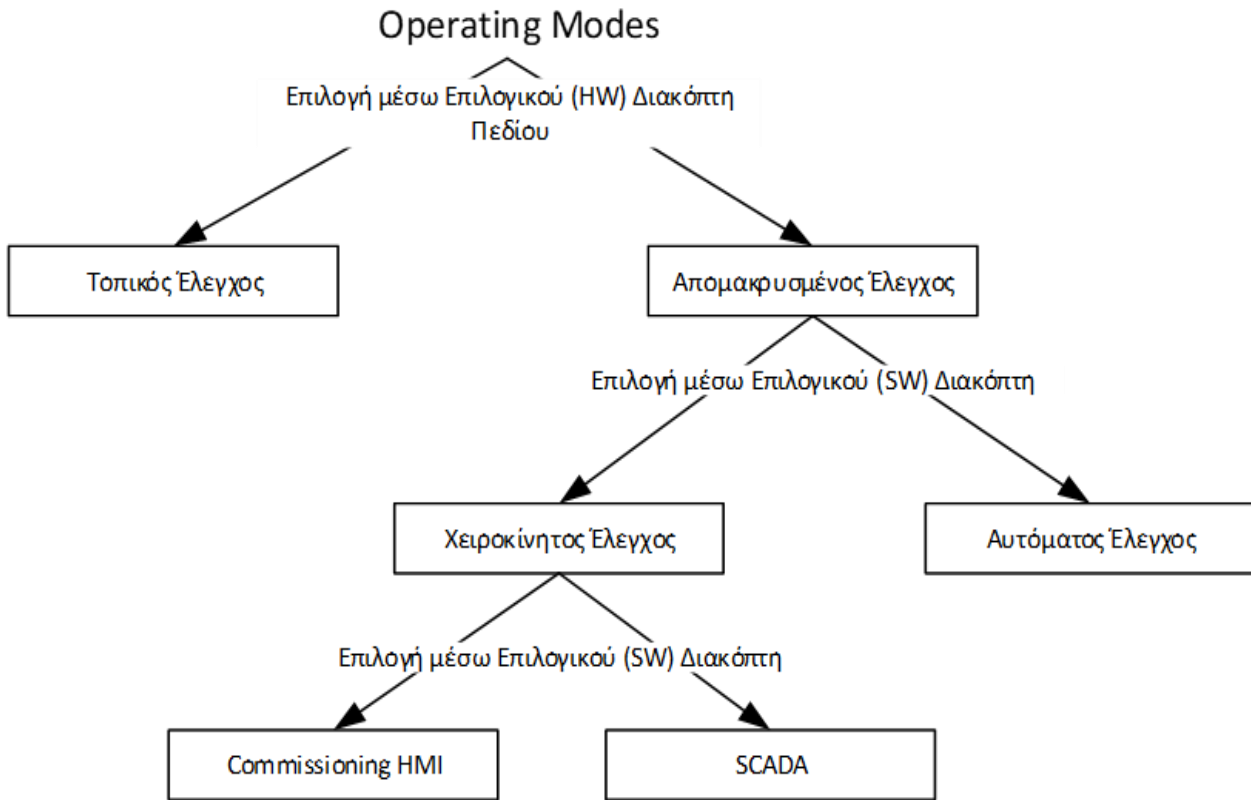 Operating Modes
Επιλογή μέσω Επιλογικού (HW) Διακόπτη
Πεδίου
Τοπικός Έλεγχος
Απομακρυσμένος Έλεγχος
Επιλογή μέσω Επιλογικού (SW) Διακόπτη
Χειροκίνητος Έλεγχος
Αυτόματος Έλεγχος
Επιλογή μέσω Επιλογικού (SW) Διακόπτη
Commissioning HMI
SCADA